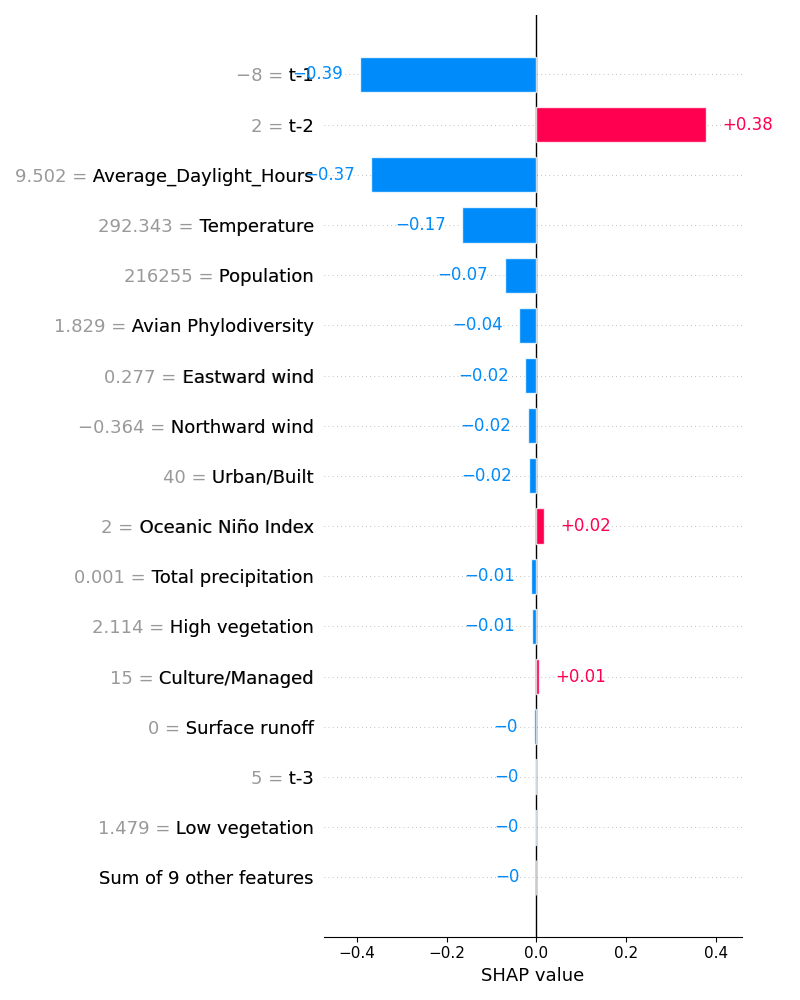 −8 = t-1 −0.39
2 = t-2 +0.38
9.502 = Average_Daylight_Hours −0.37
292.343 = Temperature −0.17
216255 = Population −0.07
1.829 = Avian Phylodiversity −0.04
0.277 = Eastward wind −0.02
−0.364 = Northward wind −0.02
40 = Urban/Built −0.02
2 = Oceanic Niño Index +0.02
0.001 = Total precipitation −0.01
2.114 = High vegetation −0.01
15 = Culture/Managed +0.01
0 = Surface runoff −0
5 = t-3 −0
1.479 = Low vegetation −0
Sum of 9 other features −0
−0.4 −0.2 0.0 0.2 0.4
SHAP value